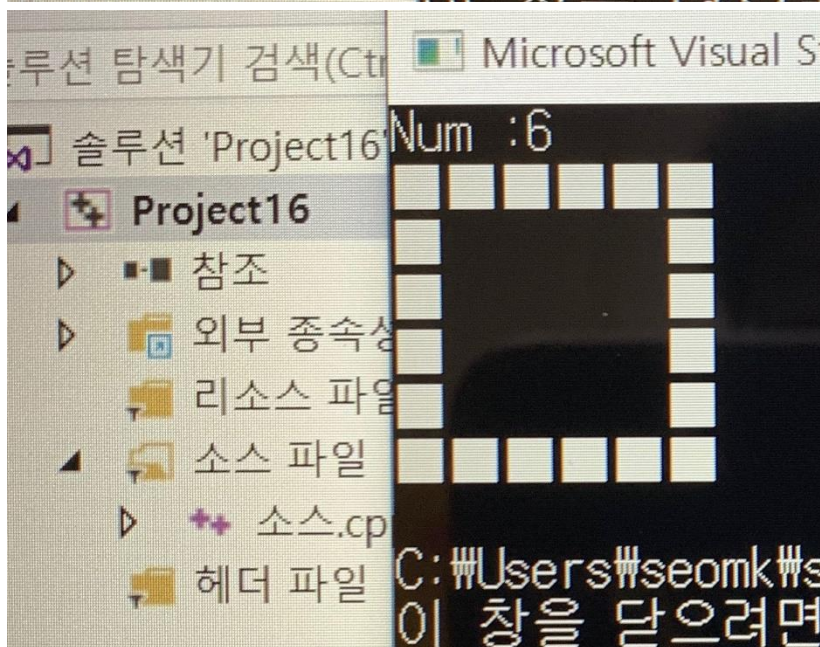 루션 탐색기 검색(Ctr
솔루션 'Project16'
Project16
참조
외부 종속성
리소스 파일
소스 파일
소스.cp
헤더 파일
Microsoft Visual S
Num :6
■■■■■■
■        ■
■        ■
■        ■
■        ■
■■■■■■
C:₩Users₩seomk₩s
이 창을 닫으려면